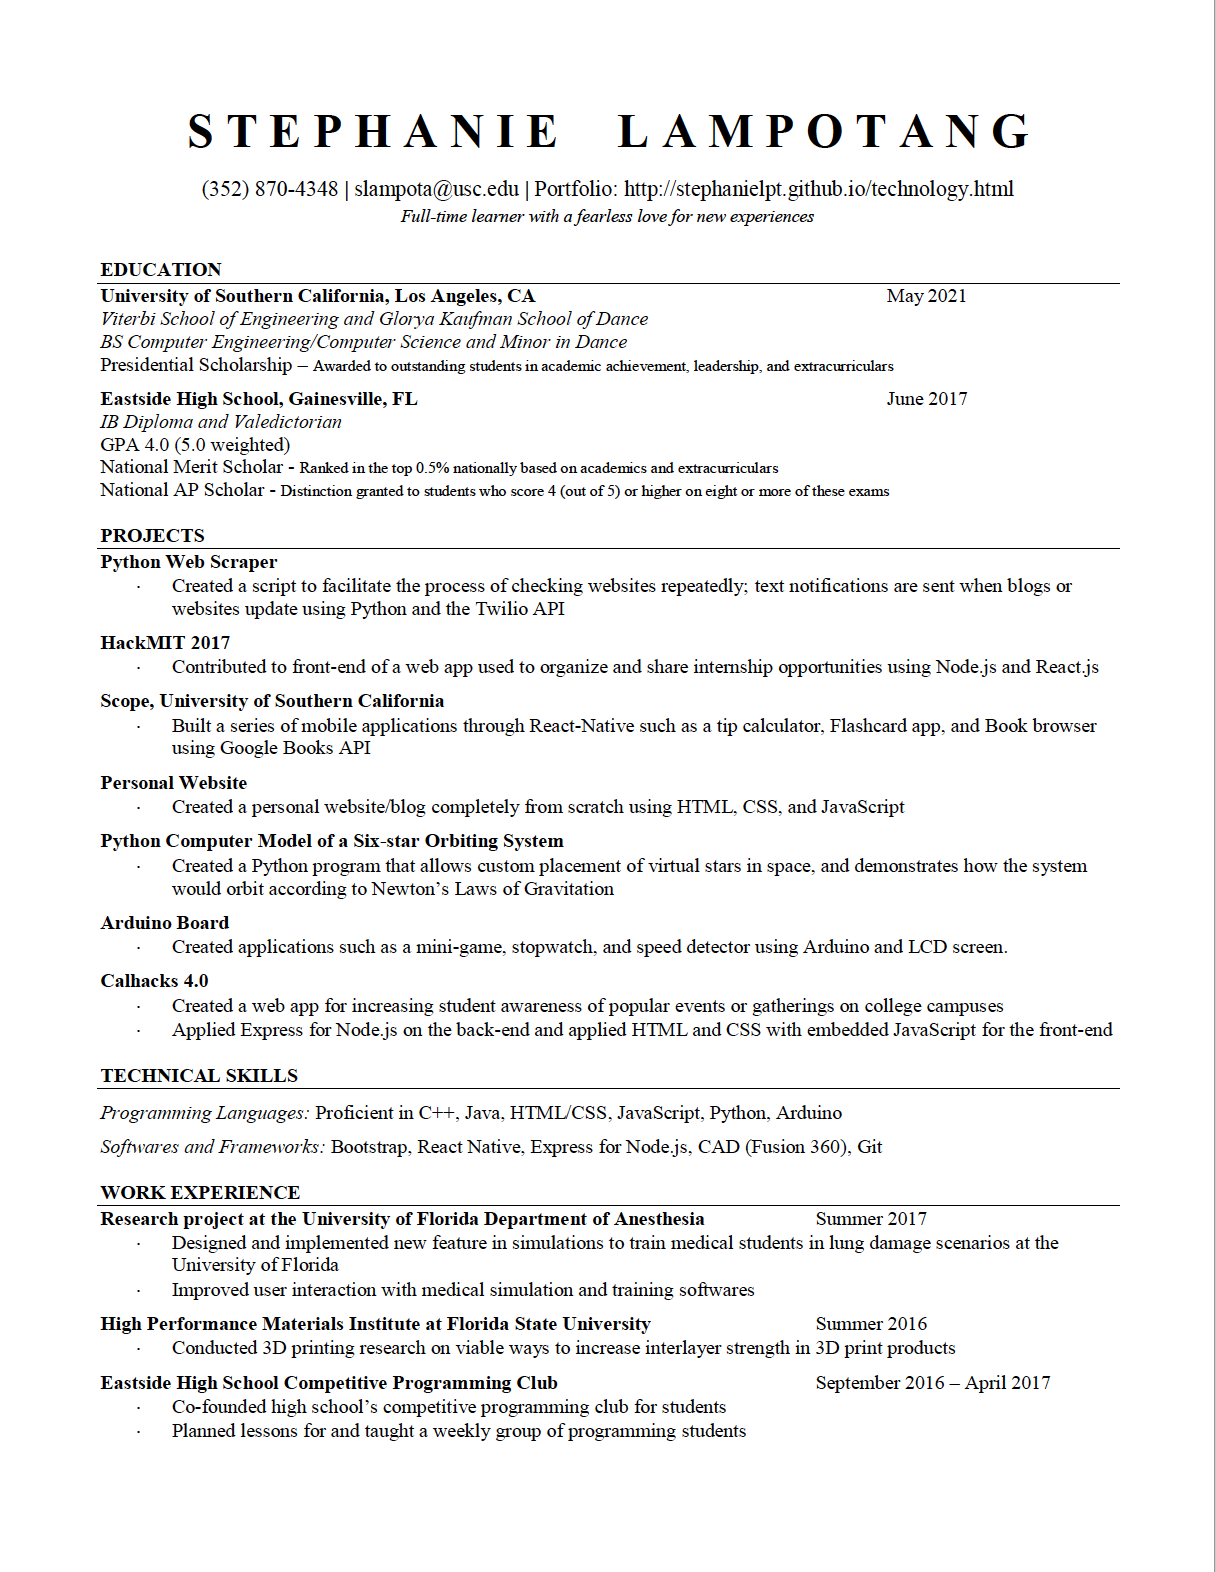 STEPHANIE LAMPOTANG
(352) 870-4348 | slampota@usc.edu | Portfolio: http://stephanielpt.github.io/technology.html
Full-time learner with a fearless love for new experiences
EDUCATION
University of Southern California, Los Angeles, CA May 2021
Viterbi School of Engineering and Glorya Kaufman School of Dance
BS Computer Engineering/Computer Science and Minor in Dance
Presidential Scholarship – Awarded to outstanding students in academic achievement, leadership, and extracurriculars
Eastside High School, Gainesville, FL June 2017
IB Diploma and Valedictorian
GPA 4.0 (5.0 weighted)
National Merit Scholar - Ranked in the top 0.5% nationally based on academics and extracurriculars
National AP Scholar - Distinction granted to students who score 4 (out of 5) or higher on eight or more of these exams
PROJECTS
Python Web Scraper
· Created a script to facilitate the process of checking websites repeatedly; text notifications are sent when blogs or
websites update using Python and the Twilio API
HackMIT 2017
· Contributed to front-end of a web app used to organize and share internship opportunities using Node.js and React.js
Scope, University of Southern California
· Built a series of mobile applications through React-Native such as a tip calculator, Flashcard app, and Book browser
using Google Books API
Personal Website
· Created a personal website/blog completely from scratch using HTML, CSS, and JavaScript
Python Computer Model of a Six-star Orbiting System
· Created a Python program that allows custom placement of virtual stars in space, and demonstrates how the system
would orbit according to Newton’s Laws of Gravitation
Arduino Board
· Created applications such as a mini-game, stopwatch, and speed detector using Arduino and LCD screen.
Calhacks 4.0
· Created a web app for increasing student awareness of popular events or gatherings on college campuses
· Applied Express for Node.js on the back-end and applied HTML and CSS with embedded JavaScript for the front-end
TECHNICAL SKILLS
Programming Languages: Proficient in C++, Java, HTML/CSS, JavaScript, Python, Arduino
Softwares and Frameworks: Bootstrap, React Native, Express for Node.js, CAD (Fusion 360), Git
WORK EXPERIENCE
Research project at the University of Florida Department of Anesthesia Summer 2017
· Designed and implemented new feature in simulations to train medical students in lung damage scenarios at the
University of Florida
· Improved user interaction with medical simulation and training softwares
High Performance Materials Institute at Florida State University Summer 2016
· Conducted 3D printing research on viable ways to increase interlayer strength in 3D print products
Eastside High School Competitive Programming Club September 2016 – April 2017
· Co-founded high school’s competitive programming club for students
· Planned lessons for and taught a weekly group of programming students